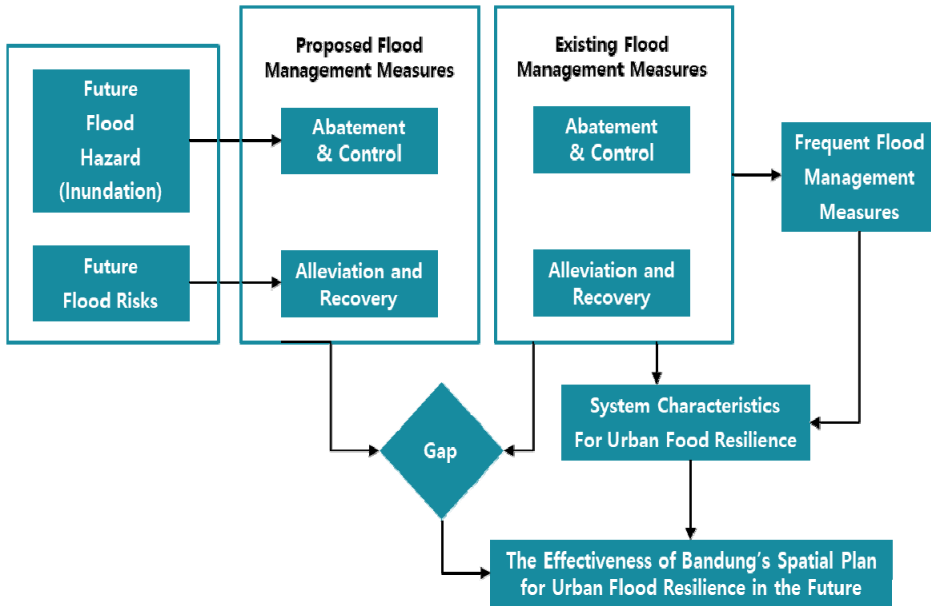 Future
Flood
Hazard
(Inundation)
Future
Flood Risks
Proposed Flood
Management Measures
Abatement
& Control
Alleviation and
Recovery
Existing Flood
Management Measures
Abatement
& Control
Alleviation and
Recovery
Frequent Flood
Management
Measures
Gap
System Characteristics
For Urban Food Resilience
The Effectiveness of Bandung's Spatial Plan
for Urban Flood Resilience in the Future